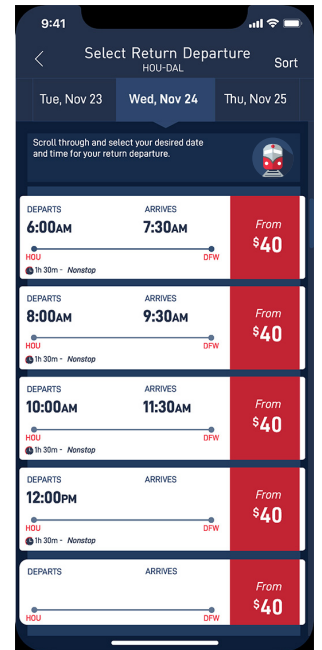 9:41
Select Return Departure
HOU-DAL
Sort
Tue, Nov 23
Wed, Nov 24
Thu, Nov 25
Scroll through and select your desired date
and time for your return departure.
DEPARTS ARRIVES
6:00AM 7:30AM
From
$40
HOU DFW
1h 30m - Nonstop
DEPARTS ARRIVES
8:00AM 9:30AM
From
$40
HOU DFW
1h 30m - Nonstop
DEPARTS ARRIVES
10:00AM 11:30AM
From
$40
HOU DFW
1h 30m - Nonstop
DEPARTS ARRIVES
12:00PM
From
$40
HOU DFW
1h 30m - Nonstop
DEPARTS ARRIVES
From
$40
HOU DFW